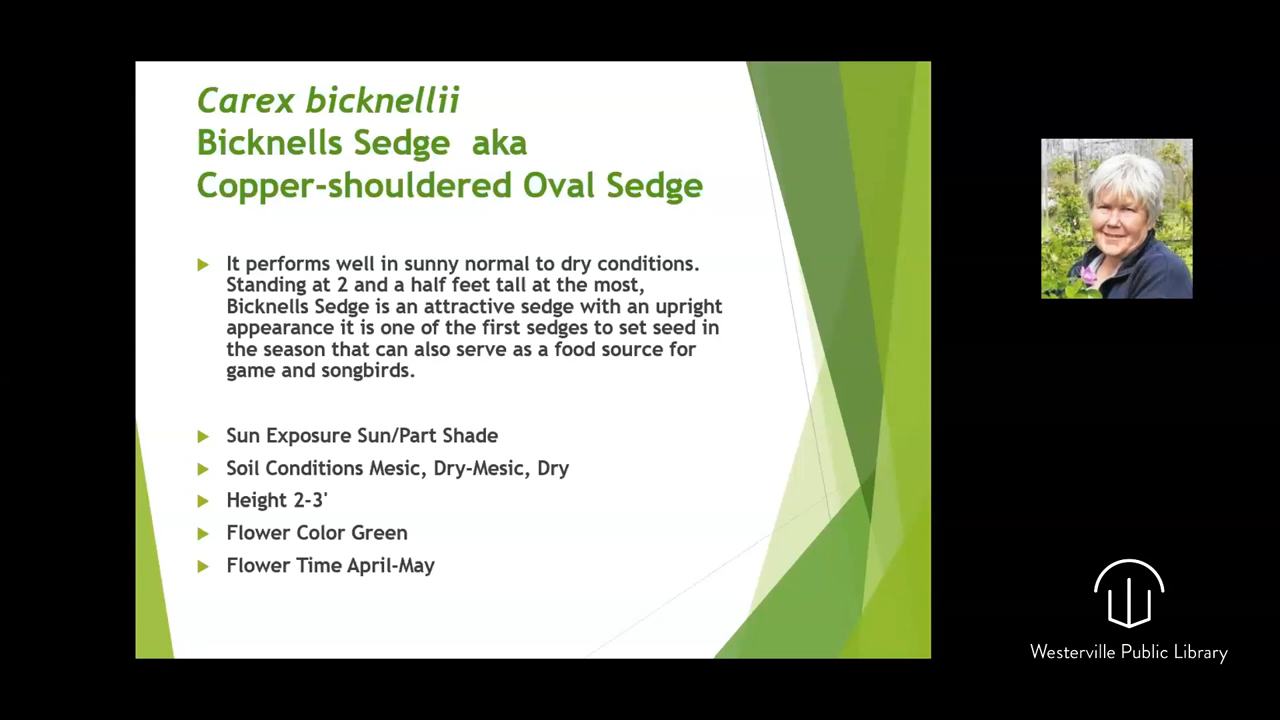 Carex bicknellii
Bicknells Sedge aka
Copper-shouldered Oval Sedge
It performs well in sunny normal to dry conditions.
Standing at 2 and a half feet tall at the most,
Bicknells Sedge is an attractive sedge with an upright
appearance it is one of the first sedges to set seed in
the season that can also serve as a food source for
game and songbirds.
Sun Exposure Sun/Part Shade
Soil Conditions Mesic, Dry-Mesic, Dry
Height 2-3'
Flower Color Green
Flower Time April-May
Westerville Public Library